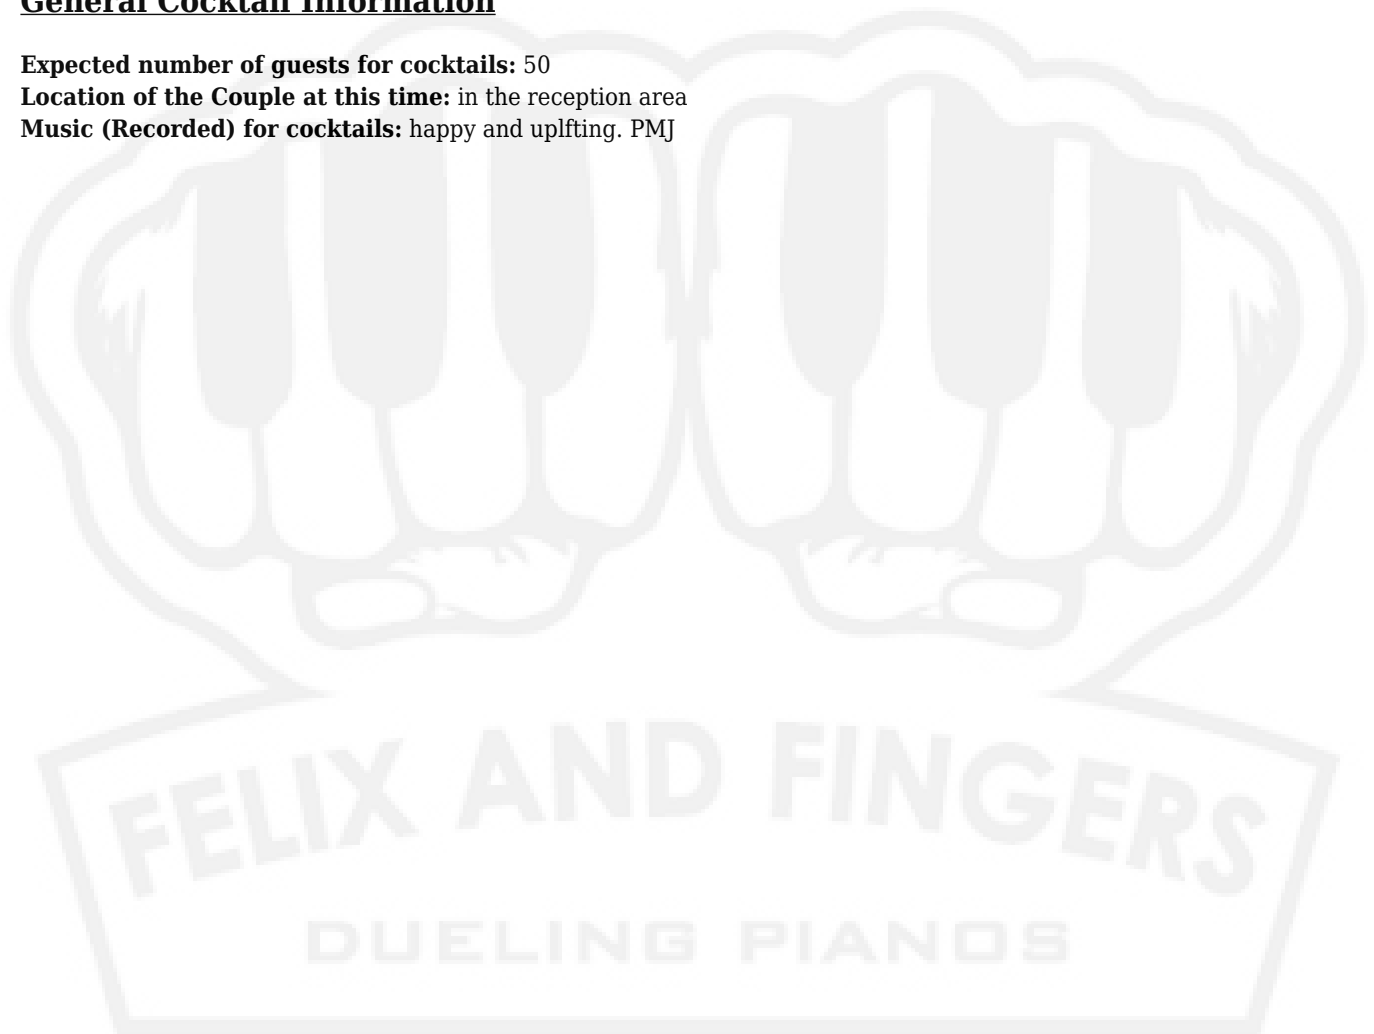 General Cocktail Information
Expected number of guests for cocktails: 50
Location of the Couple at this time: in the reception area
Music (Recorded) for cocktails: happy and uplfting. PMJ
FELIX AND FINGERS
DUELING PIANOS